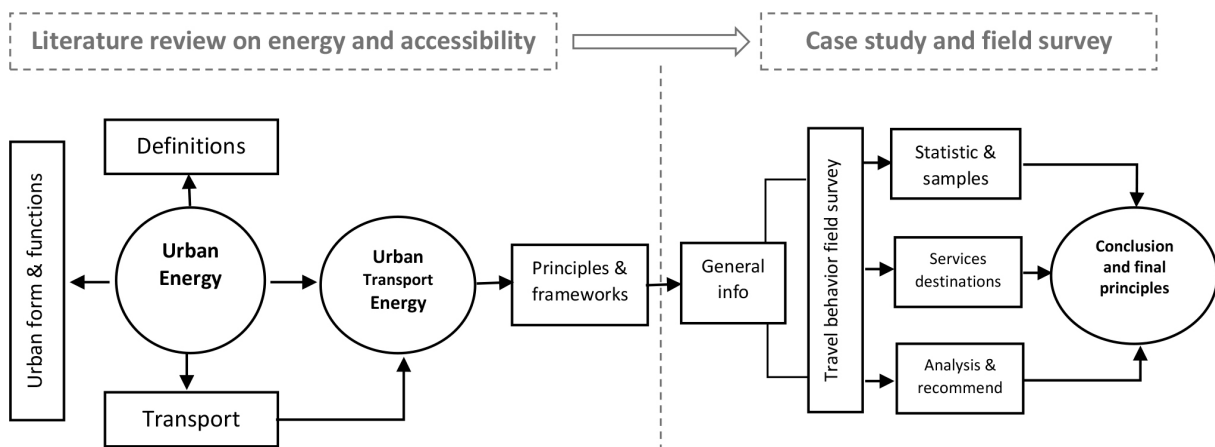 Literature review on energy and accessibility
Case study and field survey
Urban form & functions
Definitions
Urban
Energy
Transport
Urban
Transport
Energy
Principles &
frameworks
General
info
Travel behavior field survey
Statistic &
samples
Services
destinations
Analysis &
recommend
Conclusion
and final
principles